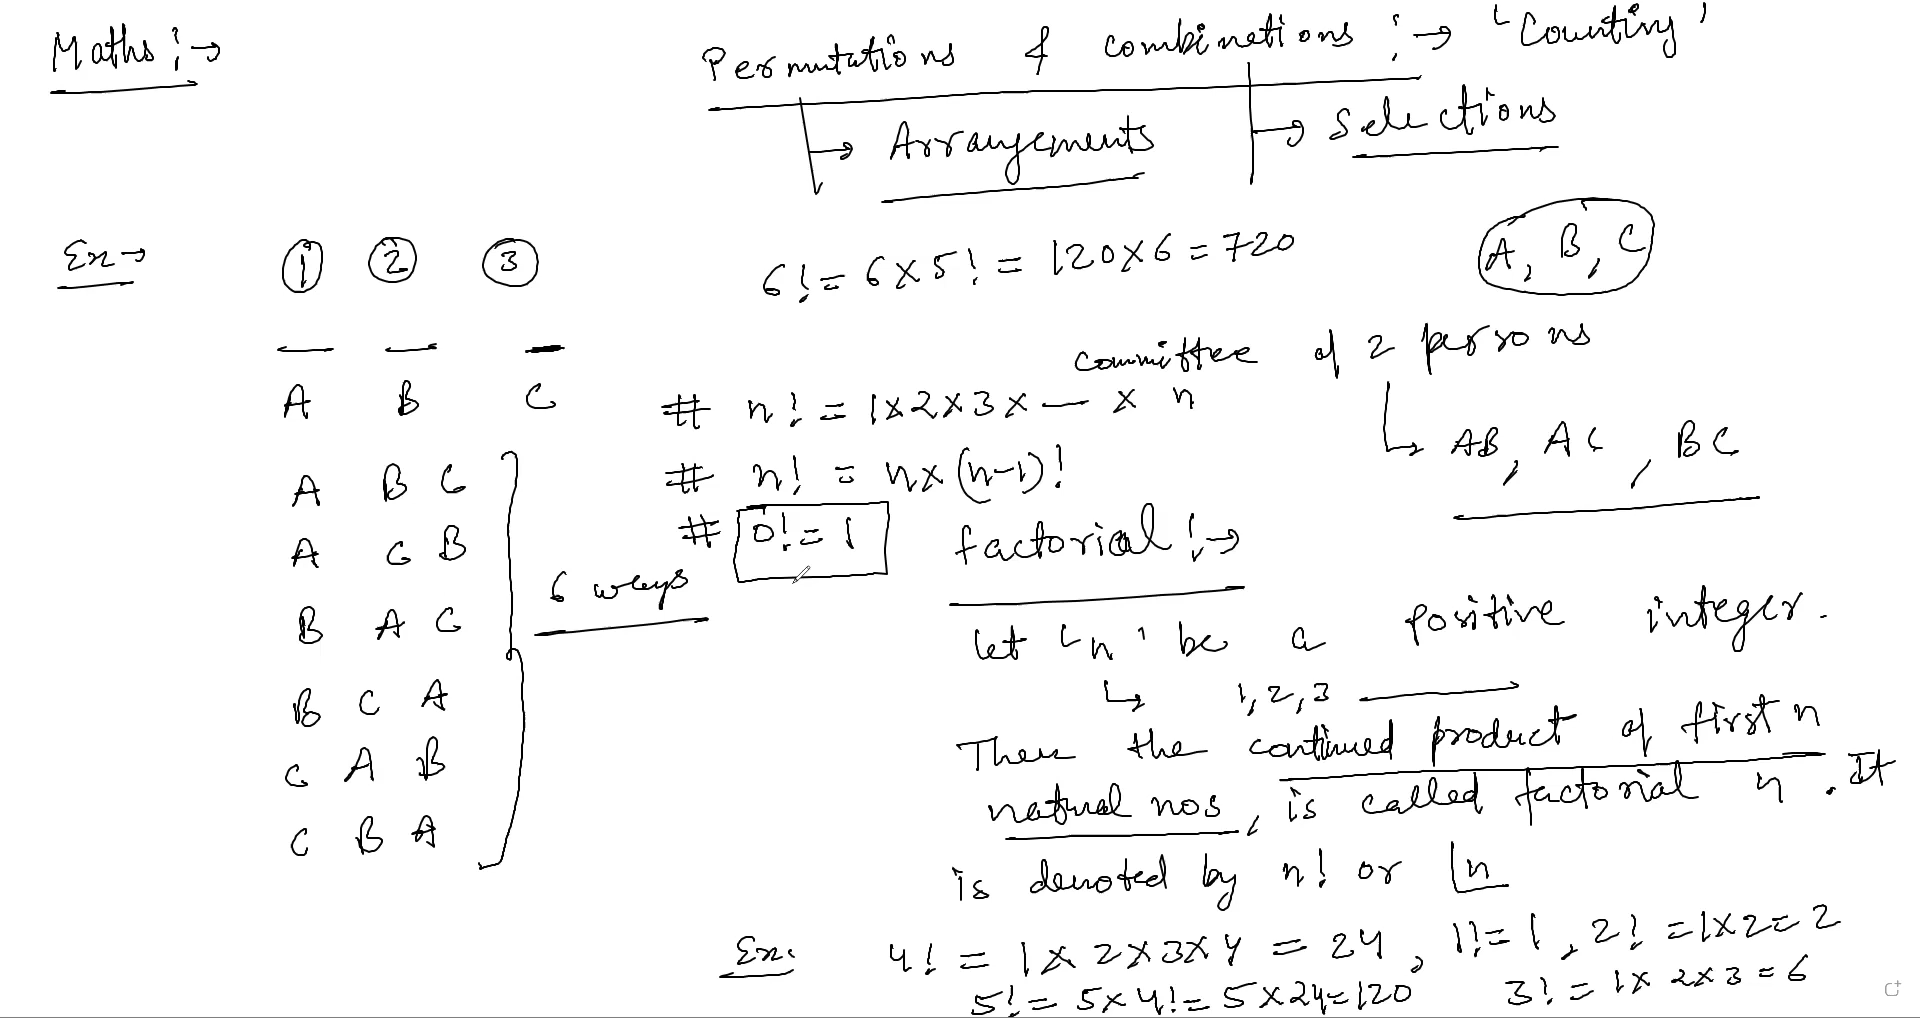 Maths :→
Permutations & combinations :→ 'Counting'
→ Arrangements
→ Selections
Ex→
① ② ③
6! = 6×5! = 120×6 = 720
A, B, C
committee of 2 persons
→ AB, AC, BC
A B C
# n! = 1×2×3× — × n
A B C
# n! = n×(n-1)!
A C B
# 0! = 1
6 ways
B A C
B C A
C A B
C B A
factorial :→
let 'n' be a positive integer.
↳ 1, 2, 3 →
Then the continued product of first n
natural nos, is called factorial n. It
is denoted by n! or |n
Ex.
4! = 1×2×3×4 = 24, 1! = 1, 2! = 1×2 = 2
5! = 5×4! = 5×24 = 120
3! = 1×2×3 = 6